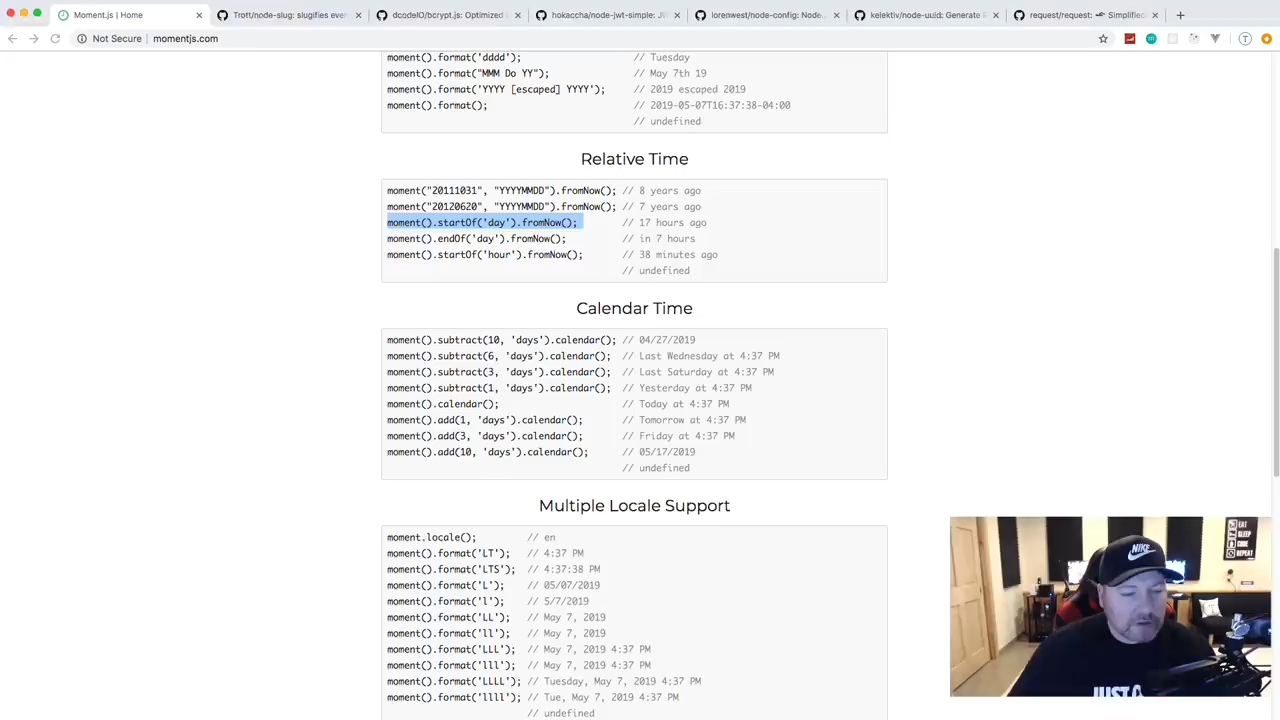 Moment.js | Home
Trott/node-slug: slugifies even
dcodeIO/bcrypt.js: Optimized
hokaccha/node-jwt-simple: JW
lorenwest/node-config: Node.
kelektiv/node-uuid: Generate
request/request: Simplified
Not Secure | momentjs.com
moment().format('dddd'); // Tuesday
moment().format("MMM Do YY"); // May 7th 19
moment().format('YYYY [escaped] YYYY'); // 2019 escaped 2019
moment().format(); // 2019-05-07T16:37:38-04:00
// undefined
Relative Time
moment("20111031", "YYYYMMDD").fromNow(); // 8 years ago
moment("20120620", "YYYYMMDD").fromNow(); // 7 years ago
moment().startOf('day').fromNow(); // 17 hours ago
moment().endOf('day').fromNow(); // in 7 hours
moment().startOf('hour').fromNow(); // 38 minutes ago
// undefined
Calendar Time
moment().subtract(10, 'days').calendar(); // 04/27/2019
moment().subtract(6, 'days').calendar(); // Last Wednesday at 4:37 PM
moment().subtract(3, 'days').calendar(); // Last Saturday at 4:37 PM
moment().subtract(1, 'days').calendar(); // Yesterday at 4:37 PM
moment().calendar(); // Today at 4:37 PM
moment().add(1, 'days').calendar(); // Tomorrow at 4:37 PM
moment().add(3, 'days').calendar(); // Friday at 4:37 PM
moment().add(10, 'days').calendar(); // 05/17/2019
// undefined
Multiple Locale Support
moment.locale(); // en
moment().format('LT'); // 4:37 PM
moment().format('LTS'); // 4:37:38 PM
moment().format('L'); // 05/07/2019
moment().format('l'); // 5/7/2019
moment().format('LL'); // May 7, 2019
moment().format('ll'); // May 7, 2019
moment().format('LLL'); // May 7, 2019 4:37 PM
moment().format('lll'); // May 7, 2019 4:37 PM
moment().format('LLLL'); // Tuesday, May 7, 2019 4:37 PM
moment().format('llll'); // Tue, May 7, 2019 4:37 PM
// undefined
EAT
SLEEP
CODE
REPEAT
NIKE
JUST